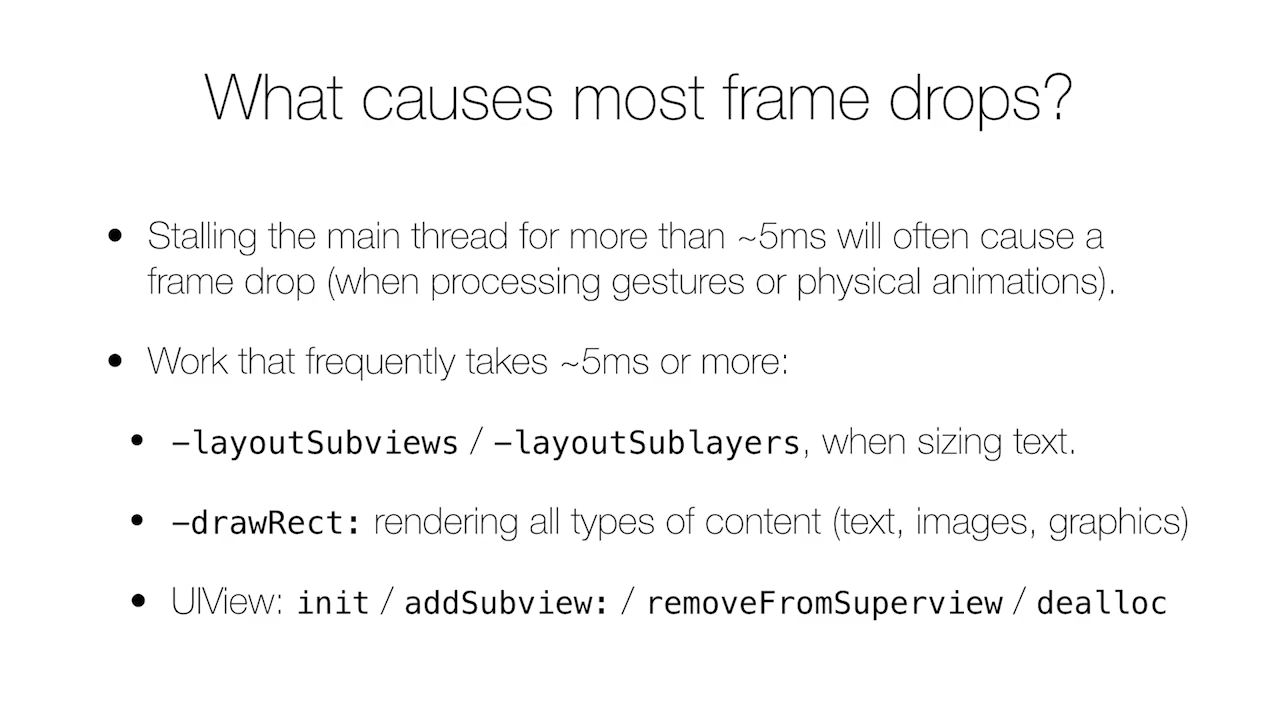 What causes most frame drops?
• Stalling the main thread for more than ~5ms will often cause a
frame drop (when processing gestures or physical animations).
• Work that frequently takes ~5ms or more:
• –layoutSubviews / –layoutSublayers, when sizing text.
• –drawRect: rendering all types of content (text, images, graphics)
• UIView: init / addSubview: / removeFromSuperview / dealloc